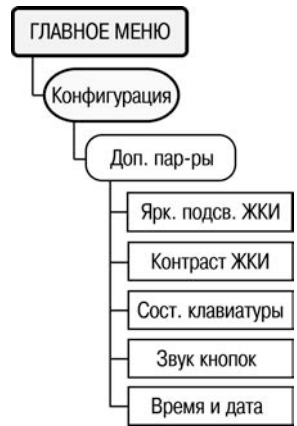 ГЛАВНОЕ МЕНЮ
Конфигурация
Доп. пар-ры
Ярк. подсв. ЖКИ
Контраст ЖКИ
Сост. клавиатуры
Звук кнопок
Время и дата